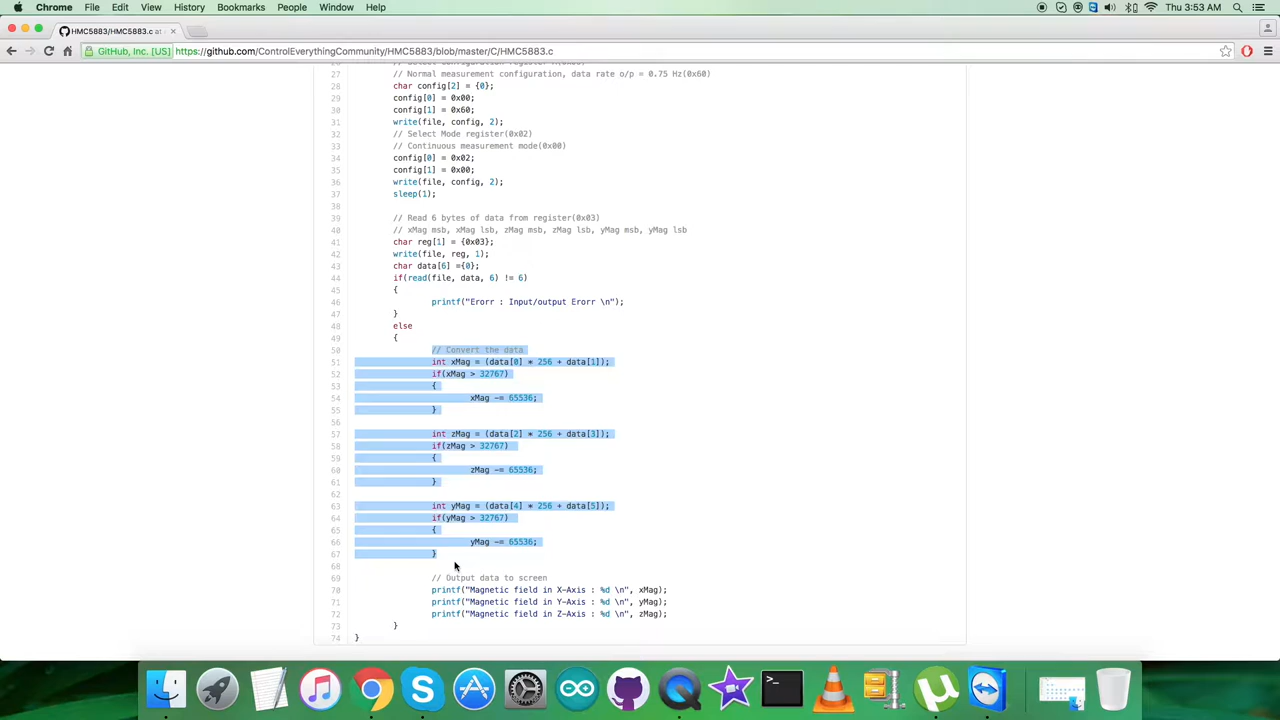 Chrome File Edit View History Bookmarks People Window Help Thu 3:53 AM
HMC5883/HMC5883.c at
GitHub, Inc. [US] https://github.com/ControlEverythingCommunity/HMC5883/blob/master/C/HMC5883.c
27 // Normal measurement configuration, data rate o/p = 0.75 Hz(0x60)
28 char config[2] = {0};
29 config[0] = 0x00;
30 config[1] = 0x60;
31 write(file, config, 2);
32 // Select Mode register(0x02)
33 // Continuous measurement mode(0x00)
34 config[0] = 0x02;
35 config[1] = 0x00;
36 write(file, config, 2);
37 sleep(1);
38
39 // Read 6 bytes of data from register(0x03)
40 // xMag msb, xMag lsb, zMag msb, zMag lsb, yMag msb, yMag lsb
41 char reg[1] = {0x03};
42 write(file, reg, 1);
43 char data[6] ={0};
44 if(read(file, data, 6) != 6)
45 {
46 printf("Erorr : Input/output Erorr \n");
47 }
48 else
49 {
50 // Convert the data
51 int xMag = (data[0] * 256 + data[1]);
52 if(xMag > 32767)
53 {
54 xMag -= 65536;
55 }
56
57 int zMag = (data[2] * 256 + data[3]);
58 if(zMag > 32767)
59 {
60 zMag -= 65536;
61 }
62
63 int yMag = (data[4] * 256 + data[5]);
64 if(yMag > 32767)
65 {
66 yMag -= 65536;
67 }
68
69 // Output data to screen
70 printf("Magnetic field in X-Axis : %d \n", xMag);
71 printf("Magnetic field in Y-Axis : %d \n", yMag);
72 printf("Magnetic field in Z-Axis : %d \n", zMag);
73 }
74 }